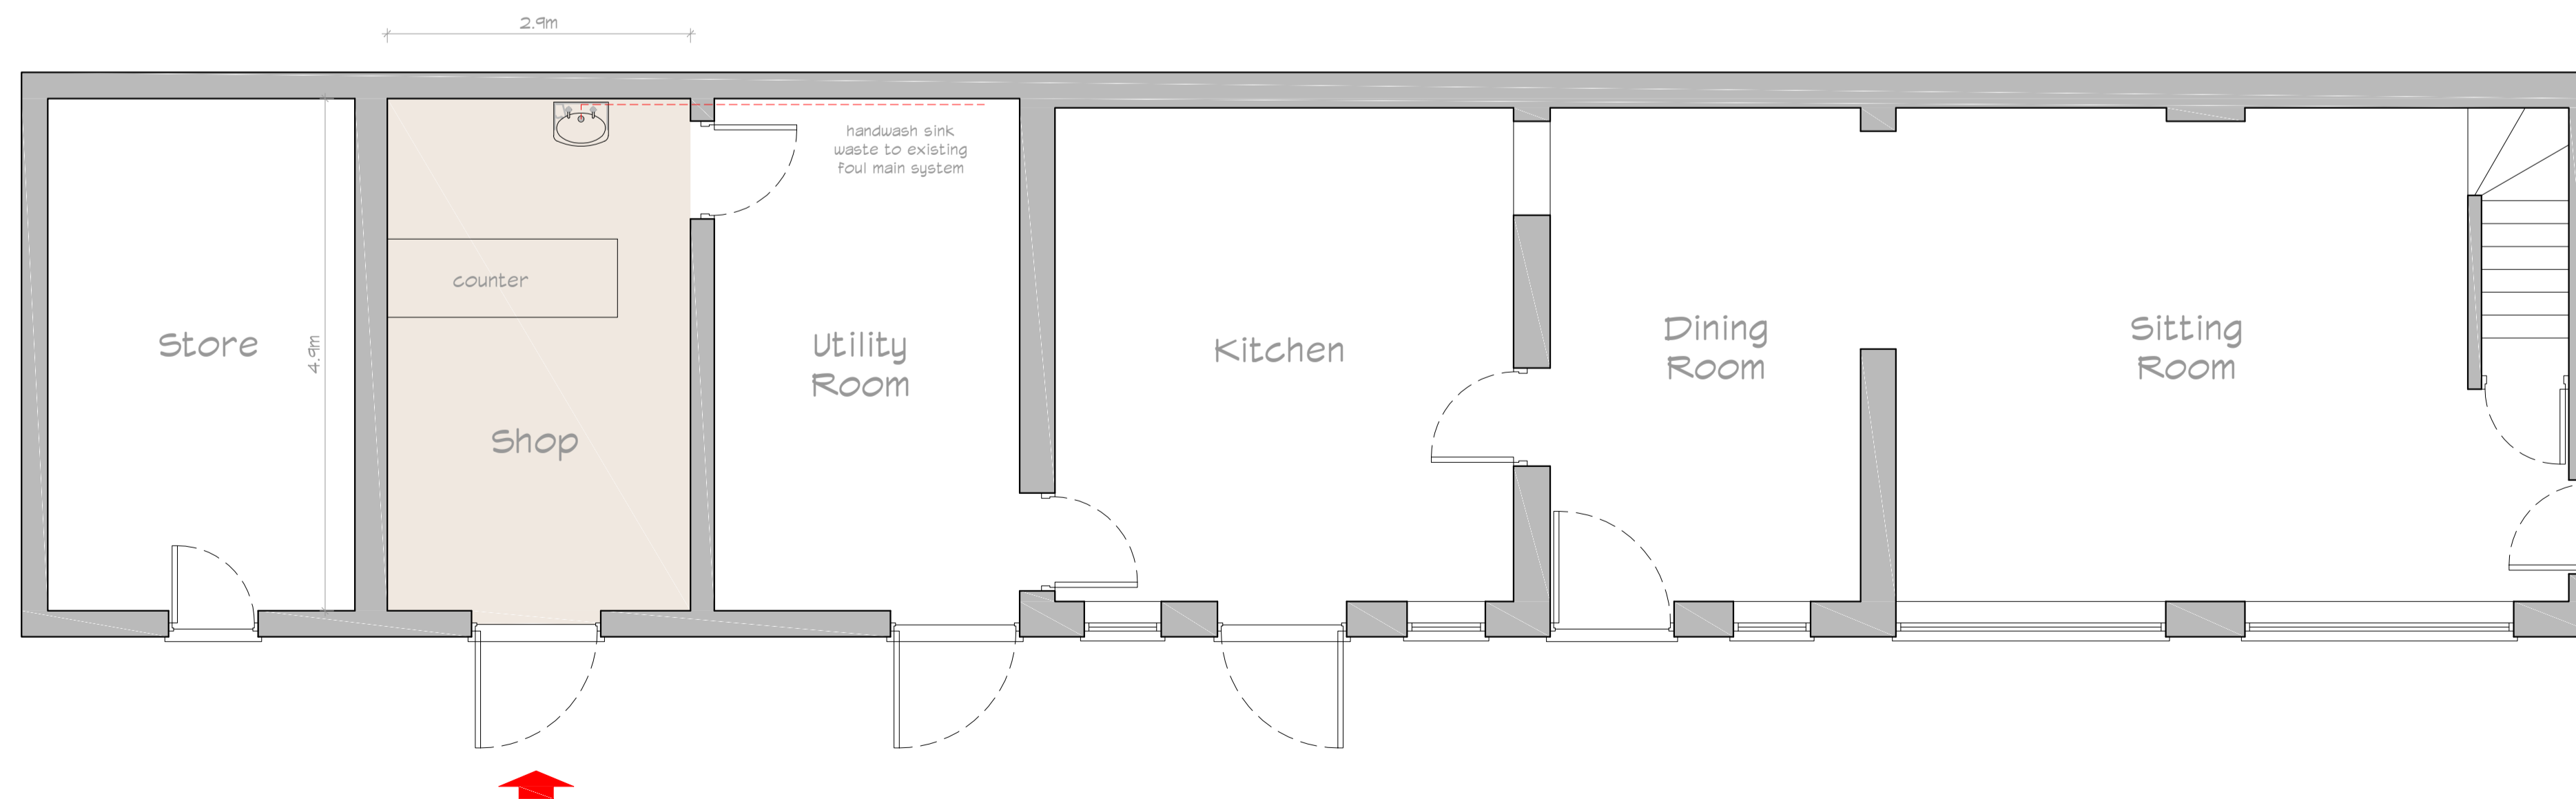 2.9m
handwash sink
waste to existing
foul main system
counter
Store
4.9m
Utility
Room
Kitchen
Dining
Room
Sitting
Room
Shop